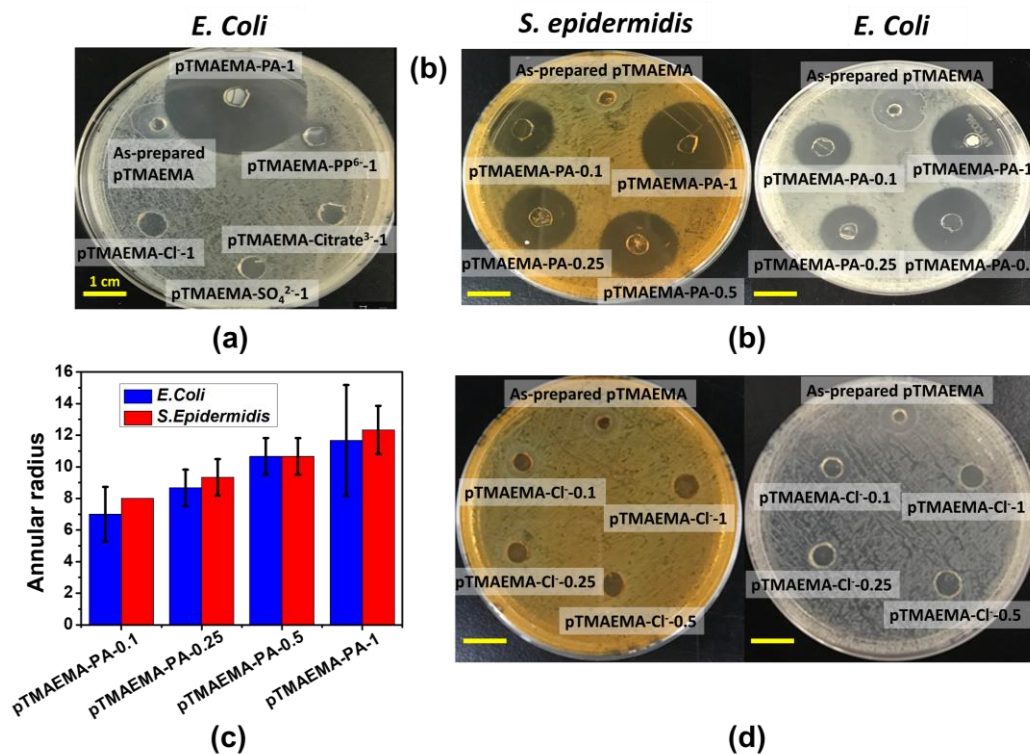 E. Coli
pTMAEMA-PA-1
As-prepared
pTMAEMA
pTMAEMA-PP⁶⁻-1
pTMAEMA-Cl⁻-1
pTMAEMA-Citrate³⁻-1
1 cm
pTMAEMA-SO₄²⁻-1
(a)
(b)
S. epidermidis
E. Coli
As-prepared pTMAEMA
pTMAEMA-PA-0.1
pTMAEMA-PA-1
pTMAEMA-PA-0.25
pTMAEMA-PA-0.5
As-prepared pTMAEMA
pTMAEMA-PA-0.1
pTMAEMA-PA-1
pTMAEMA-PA-0.25
pTMAEMA-PA-0.
(b)
16
14
12
10
8
6
4
2
0
Annular radius
E.Coli
S.Epidermidis
pTMAEMA-PA-0.1
pTMAEMA-PA-0.25
pTMAEMA-PA-0.5
pTMAEMA-PA-1
(c)
As-prepared pTMAEMA
pTMAEMA-Cl⁻-0.1
pTMAEMA-Cl⁻-1
pTMAEMA-Cl⁻-0.25
pTMAEMA-Cl⁻-0.5
As-prepared pTMAEMA
pTMAEMA-Cl⁻-0.1
pTMAEMA-Cl⁻-1
pTMAEMA-Cl⁻-0.25
pTMAEMA-Cl⁻-0.5
(d)